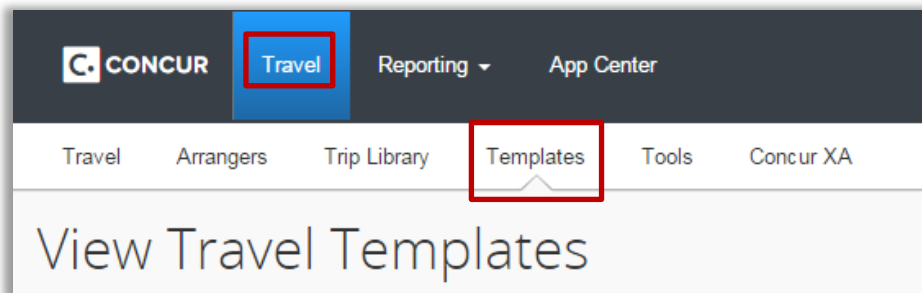 C. CONCUR Travel Reporting App Center
Travel Arrangers Trip Library Templates Tools Concur XA
View Travel Templates